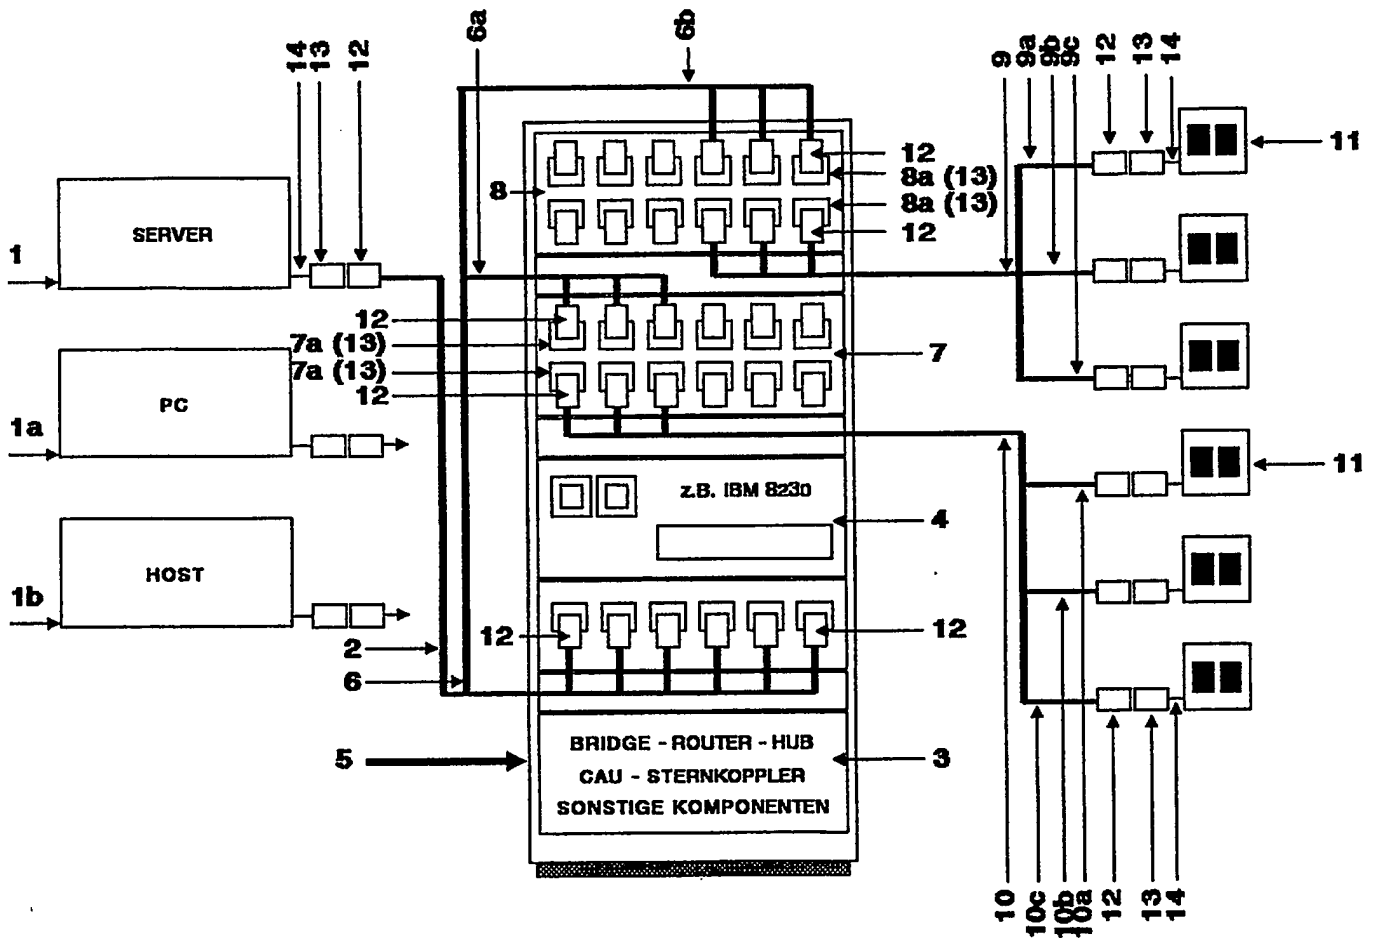 14
13
12
6a
6b
9
9a
9b
9c
12
13
14
11
12
8a (13)
8
8a (13)
12
SERVER
1
12
7a (13)
7a (13)
12
7
PC
1a
11
z.B. IBM 8230
4
HOST
1b
12
12
2
6
BRIDGE - ROUTER - HUB
5
3
CAU - STERNKOPPLER
SONSTIGE KOMPONENTEN
10
10c
10b
10a
12
13
14